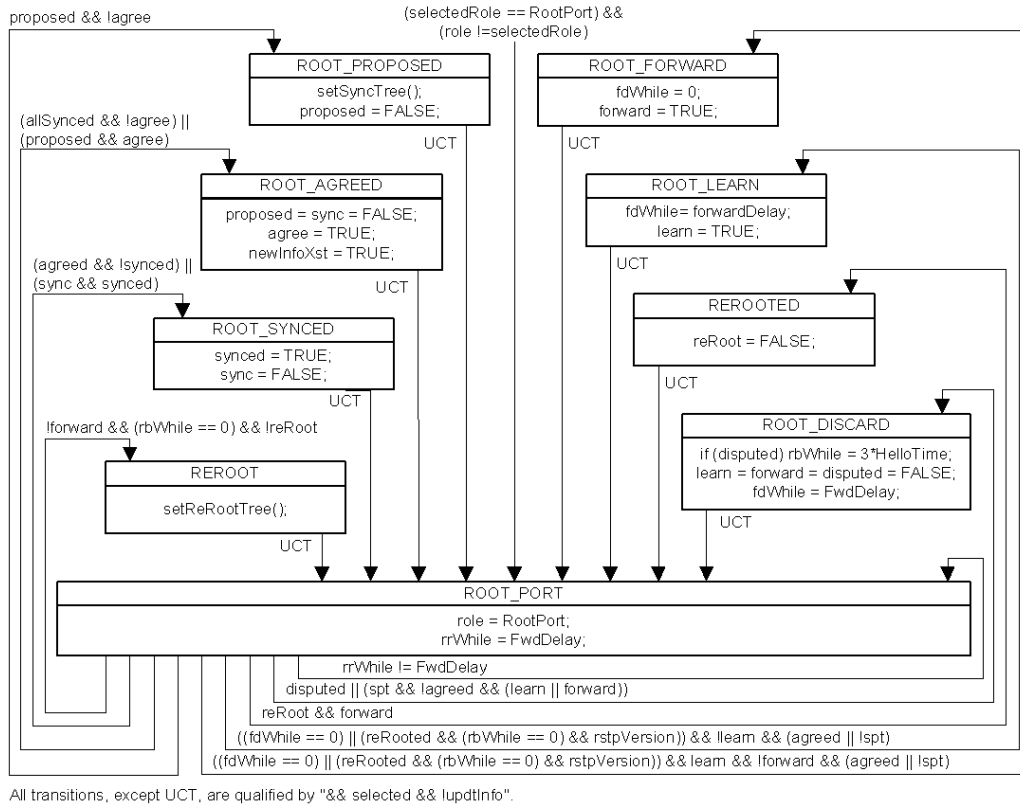 proposed && !agree
(selectedRole == RootPort) &&
(role !=selectedRole)
ROOT_PROPOSED
setSyncTree();
proposed = FALSE;
UCT
ROOT_FORWARD
fdWhile = 0;
forward = TRUE;
UCT
(allSynced && !agree) ||
(proposed && agree)
ROOT_AGREED
proposed = sync = FALSE;
agree = TRUE;
newInfoXst = TRUE;
UCT
ROOT_LEARN
fdWhile= forwardDelay;
learn = TRUE;
UCT
(agreed && !synced) ||
(sync && synced)
ROOT_SYNCED
synced = TRUE;
sync = FALSE;
UCT
REROOTED
reRoot = FALSE;
UCT
!forward && (rbWhile == 0) && !reRoot
REROOT
setReRootTree();
UCT
ROOT_DISCARD
if (disputed) rbWhile = 3*HelloTime;
learn = forward = disputed = FALSE;
fdWhile = FwdDelay;
UCT
ROOT_PORT
role = RootPort;
rrWhile = FwdDelay;
rrWhile != FwdDelay
disputed || (spt && !agreed && (learn || forward))
reRoot && forward
((fdWhile == 0) || (reRooted && (rbWhile == 0) && rstpVersion)) && !learn && (agreed || !spt)
((fdWhile == 0) || (reRooted && (rbWhile == 0) && rstpVersion)) && learn && !forward && (agreed || !spt)
All transitions, except UCT, are qualified by "&& selected && !updtInfo".